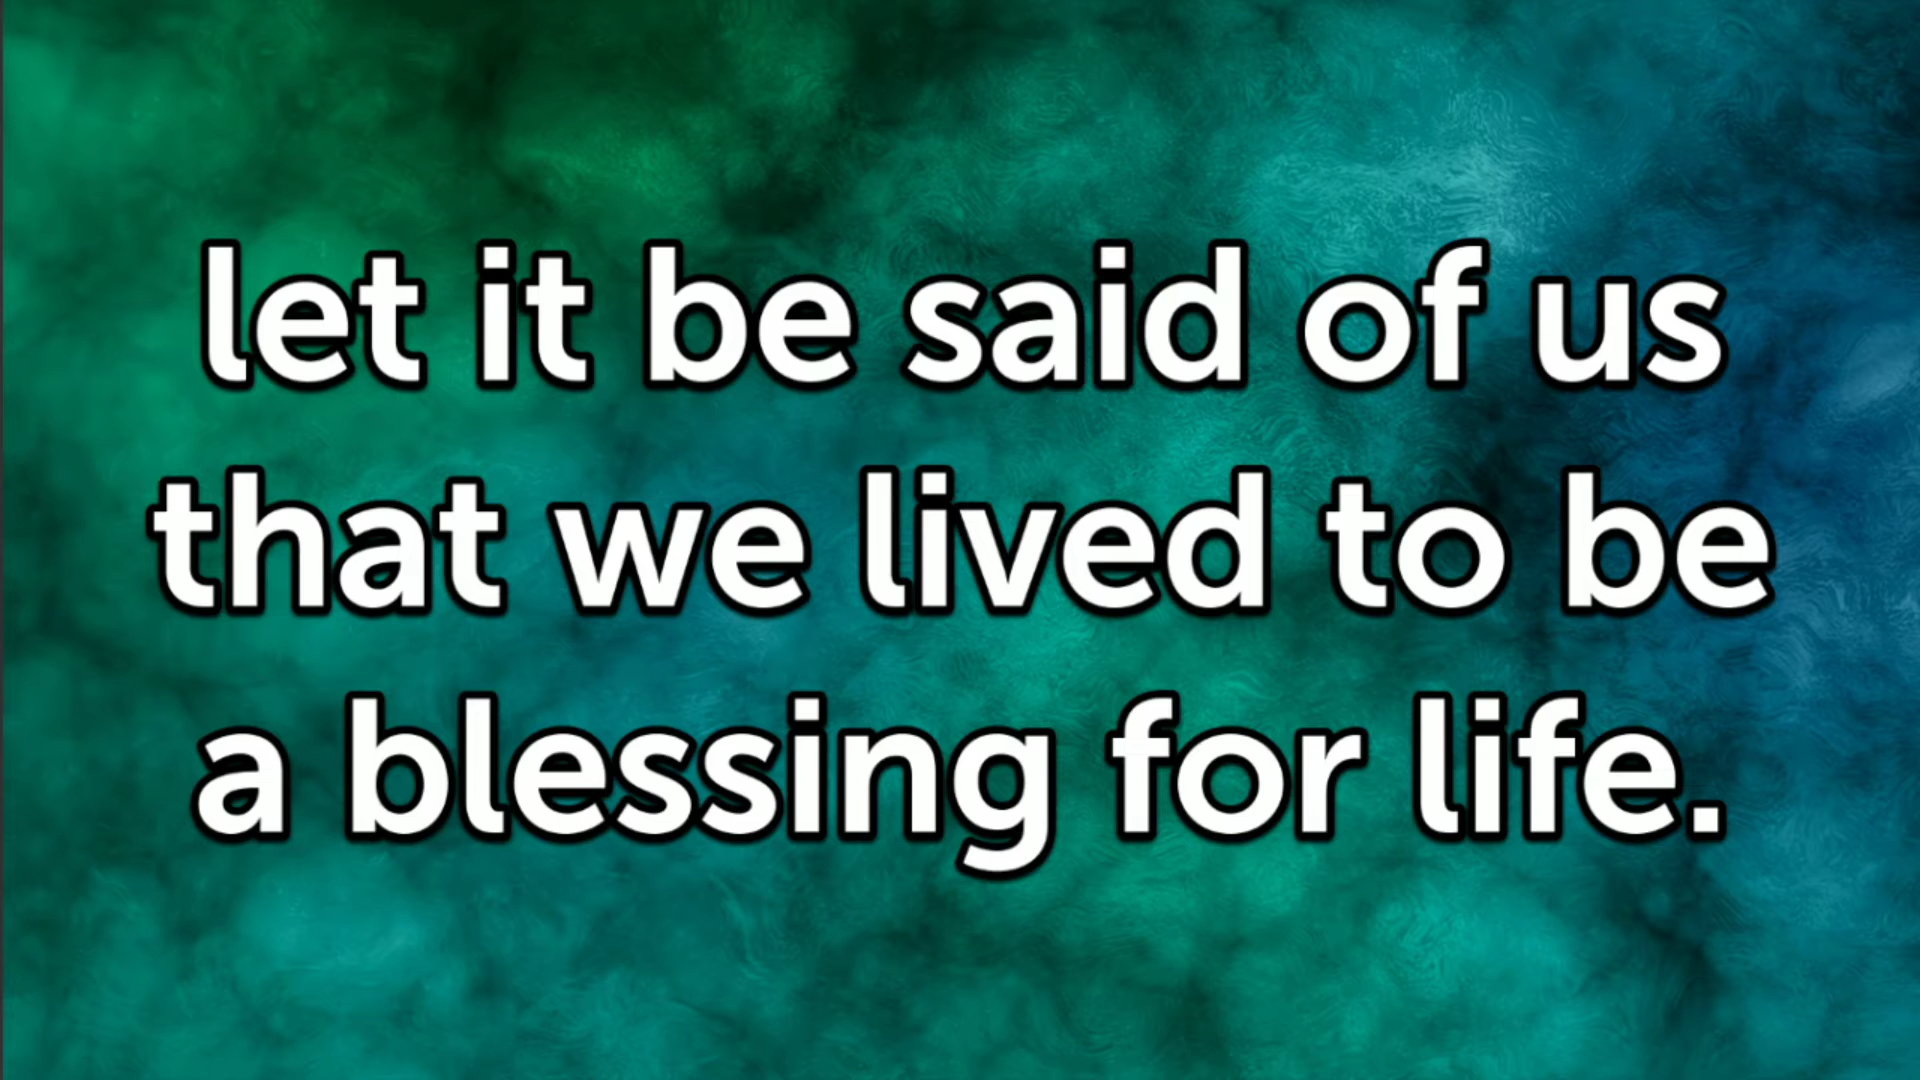 let it be said of us
that we lived to be
a blessing for life.